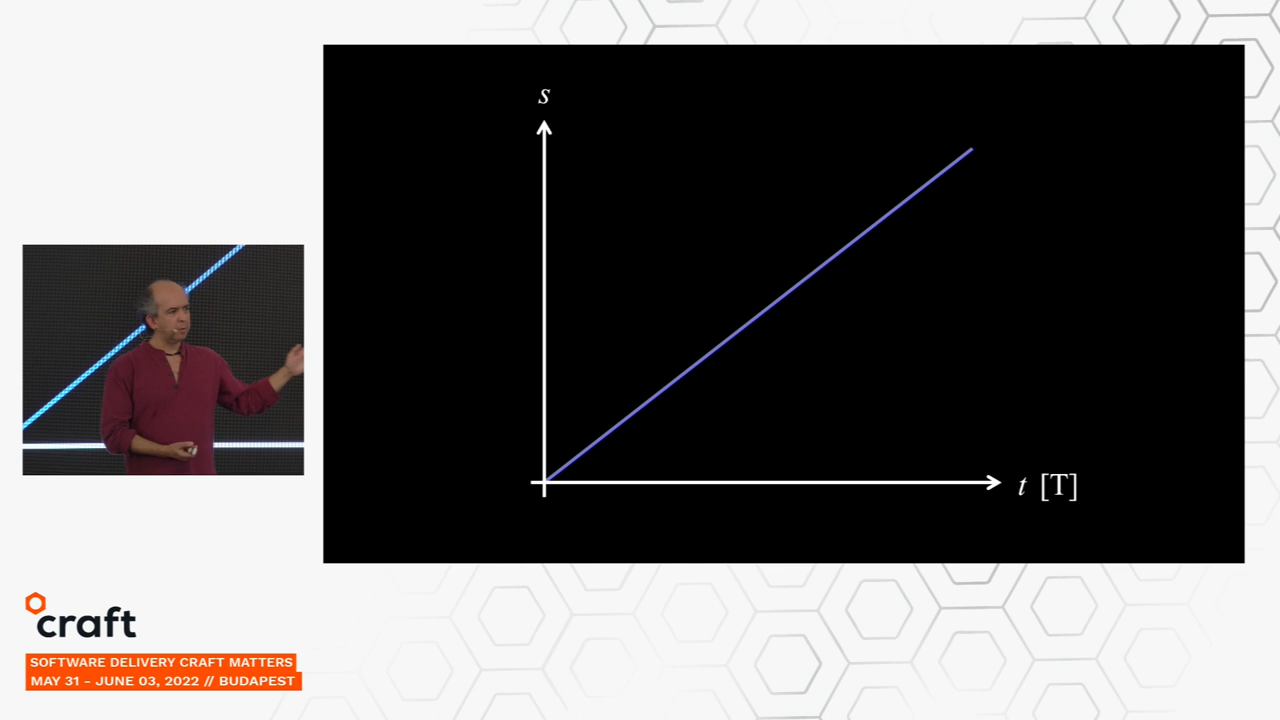 s
t [T]
craft
SOFTWARE DELIVERY CRAFT MATTERS
MAY 31 - JUNE 03, 2022 // BUDAPEST